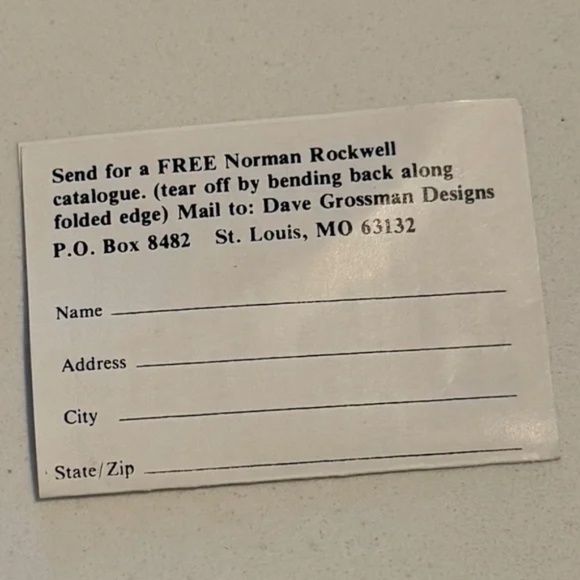 Send for a FREE Norman Rockwell
catalogue. (tear off by bending back along
folded edge) Mail to: Dave Grossman Designs
P.O. Box 8482 St. Louis, MO 63132
Name
Address
City
State/Zip